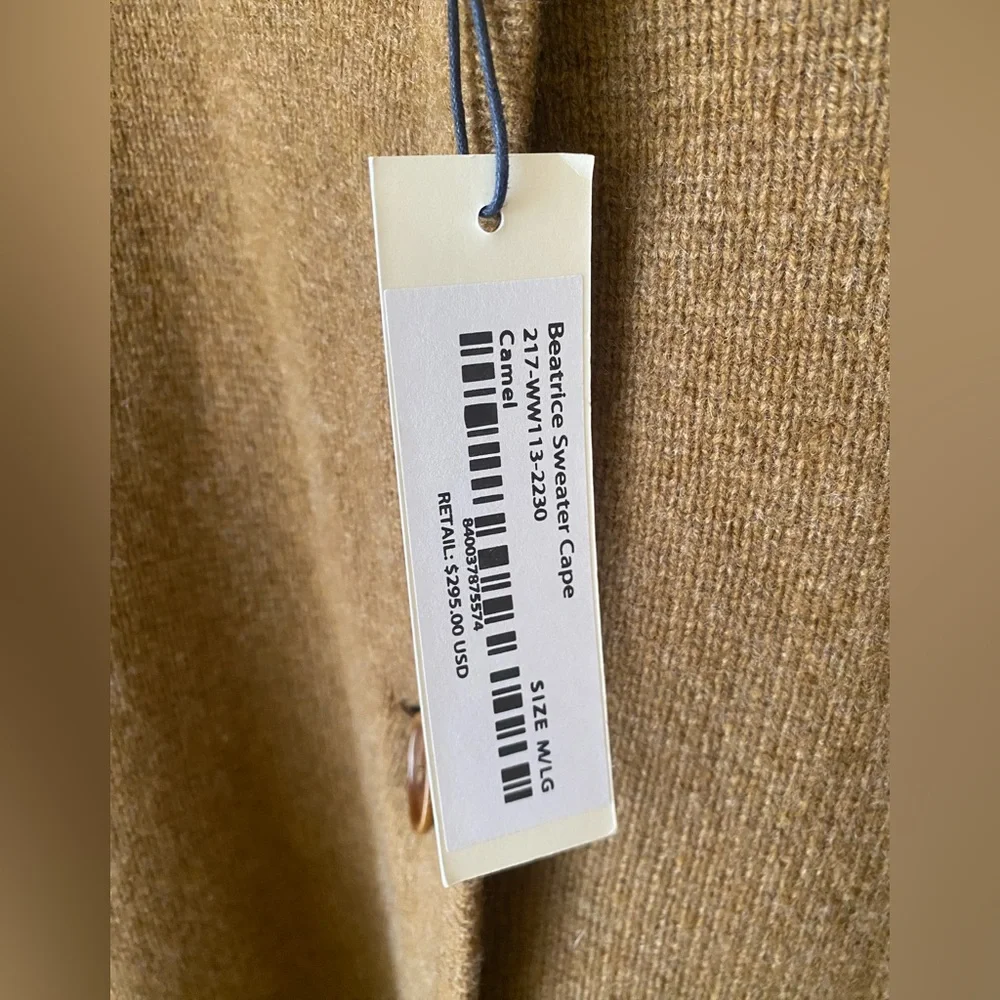 Beatrice Sweater Cape
217-WW113-2230 SIZE M/LG
Camel
840037875574
RETAIL: $295.00 USD